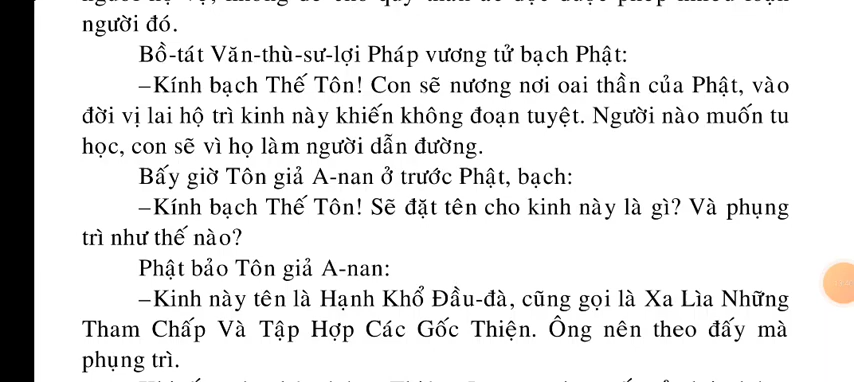 người đó.
Bồ-tát Văn-thù-sư-lợi Pháp vương tử bạch Phật:
–Kính bạch Thế Tôn! Con sẽ nương nơi oai thần của Phật, vào
đời vị lai hộ trì kinh này khiến không đoạn tuyệt. Người nào muốn tu
học, con sẽ vì họ làm người dẫn đường.
Bấy giờ Tôn giả A-nan ở trước Phật, bạch:
–Kính bạch Thế Tôn! Sẽ đặt tên cho kinh này là gì? Và phụng
trì như thế nào?
Phật bảo Tôn giả A-nan:
–Kinh này tên là Hạnh Khổ Đầu-đà, cũng gọi là Xa Lìa Những
Tham Chấp Và Tập Hợp Các Gốc Thiện. Ông nên theo đấy mà
phụng trì.